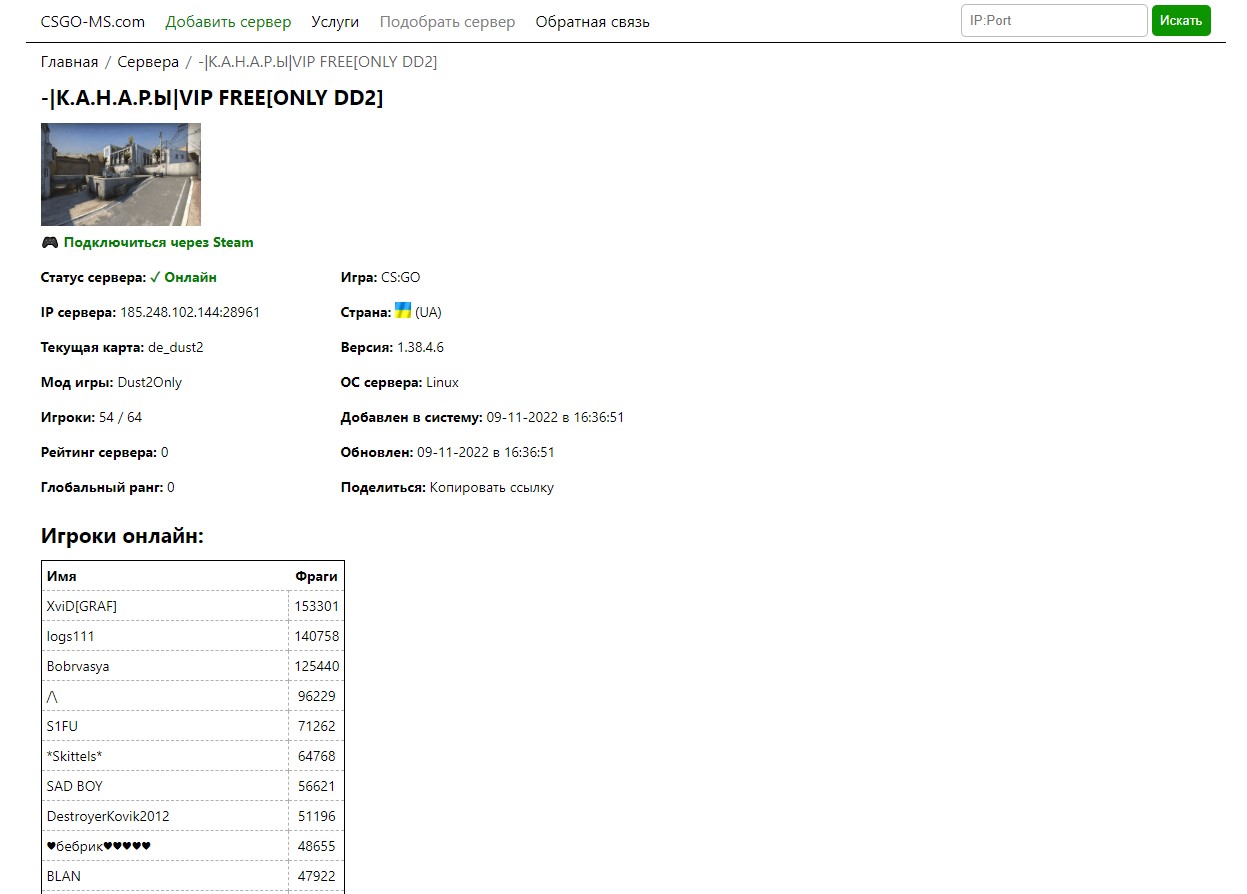 CSGO-MS.com Добавить сервер Услуги Подобрать сервер Обратная связь IP:Port Искать
Главная / Сервера / -|К.А.Н.А.Р.Ы|VIP FREE[ONLY DD2]
-|К.А.Н.А.Р.Ы|VIP FREE[ONLY DD2]
🎮 Подключиться через Steam
Статус сервера: ✓ Онлайн Игра: CS:GO
IP сервера: 185.248.102.144:28961 Страна: (UA)
Текущая карта: de_dust2 Версия: 1.38.4.6
Мод игры: Dust2Only ОС сервера: Linux
Игроки: 54 / 64 Добавлен в систему: 09-11-2022 в 16:36:51
Рейтинг сервера: 0 Обновлен: 09-11-2022 в 16:36:51
Глобальный ранг: 0 Поделиться: Копировать ссылку
Игроки онлайн:
Имя Фраги
XviD[GRAF] 153301
logs111 140758
Bobrvasya 125440
/\ 96229
S1FU 71262
*Skittels* 64768
SAD BOY 56621
DestroyerKovik2012 51196
♥бебрик♥♥♥♥♥ 48655
BLAN 47922